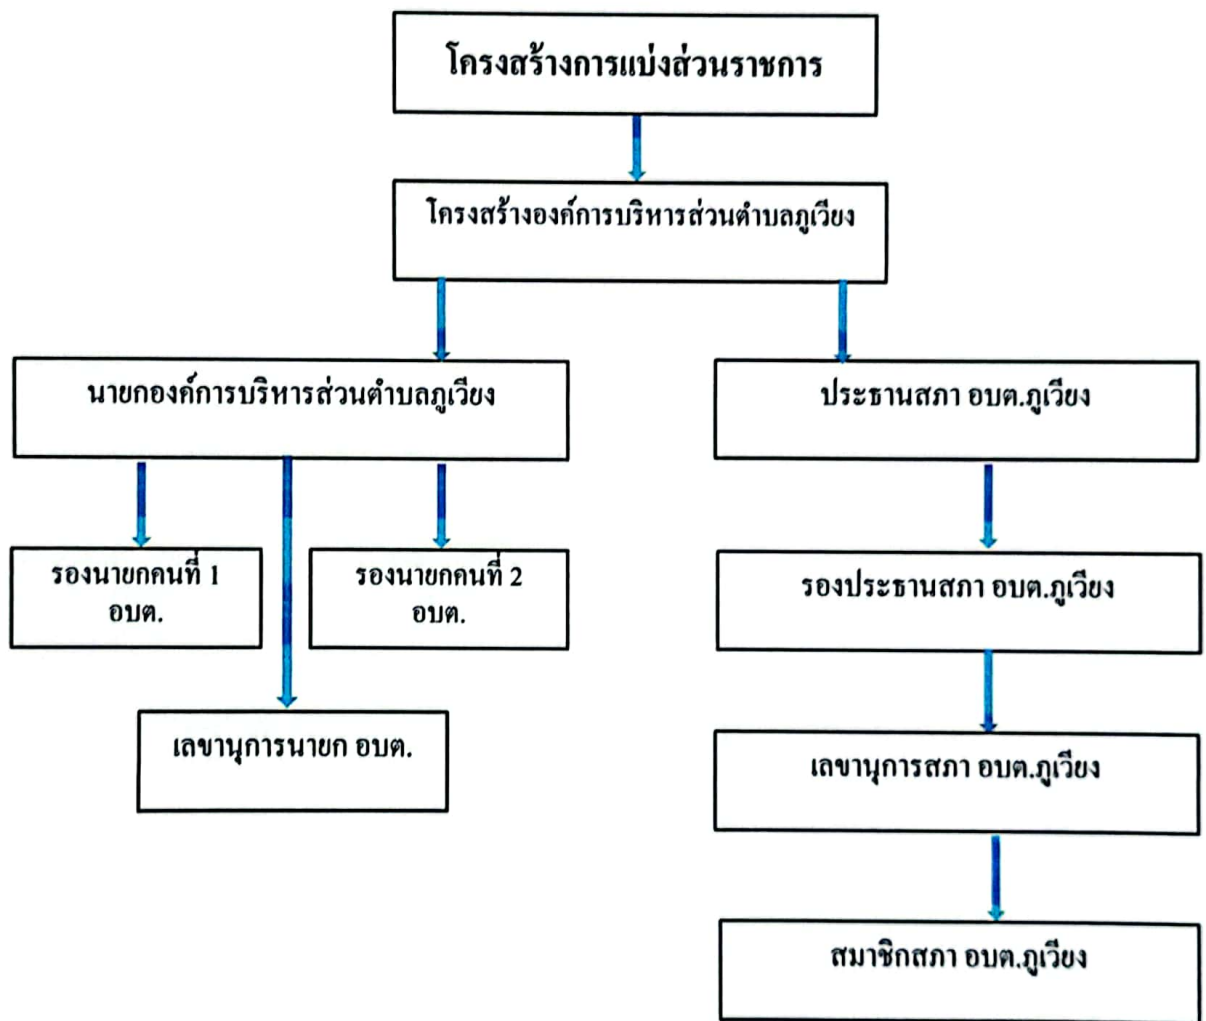 โครงสร้างการแบ่งส่วนราชการ
โครงสร้างองค์การบริหารส่วนตำบลภูเวียง
นายกองค์การบริหารส่วนตำบลภูเวียง
ประธานสภา อบต.ภูเวียง
รองนายกคนที่ 1
อบต.
รองนายกคนที่ 2
อบต.
รองประธานสภา อบต.ภูเวียง
เลขานุการนายก อบต.
เลขานุการสภา อบต.ภูเวียง
สมาชิกสภา อบต.ภูเวียง